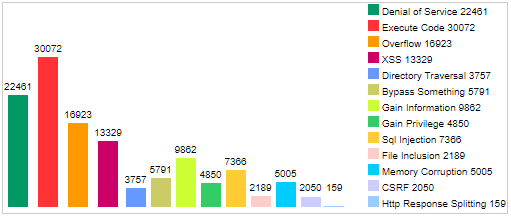 22461
30072
16923
13329
3757
5791
9862
4850
7366
2189
5005
2050
159
Denial of Service 22461
Execute Code 30072
Overflow 16923
XSS 13329
Directory Traversal 3757
Bypass Something 5791
Gain Information 9862
Gain Privilege 4850
Sql Injection 7366
File Inclusion 2189
Memory Corruption 5005
CSRF 2050
Http Response Splitting 159